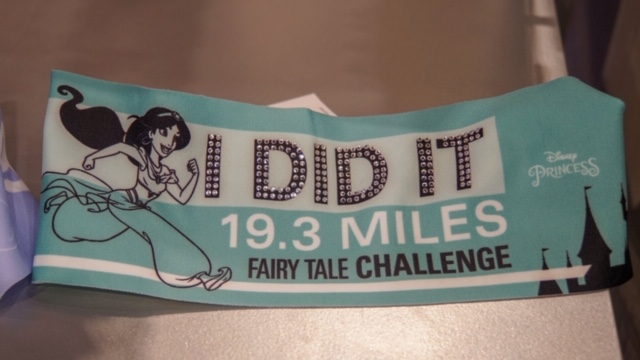 I DID IT
19.3 MILES
FAIRY TALE CHALLENGE
Disney
PRINCESS